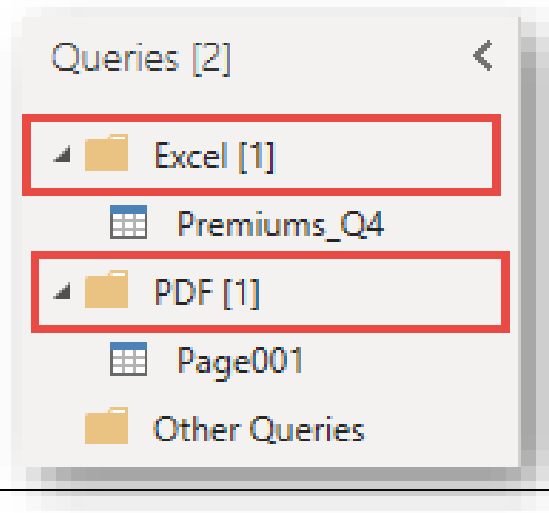 Queries [2]
Excel [1]
Premiums_Q4
PDF [1]
Page001
Other Queries